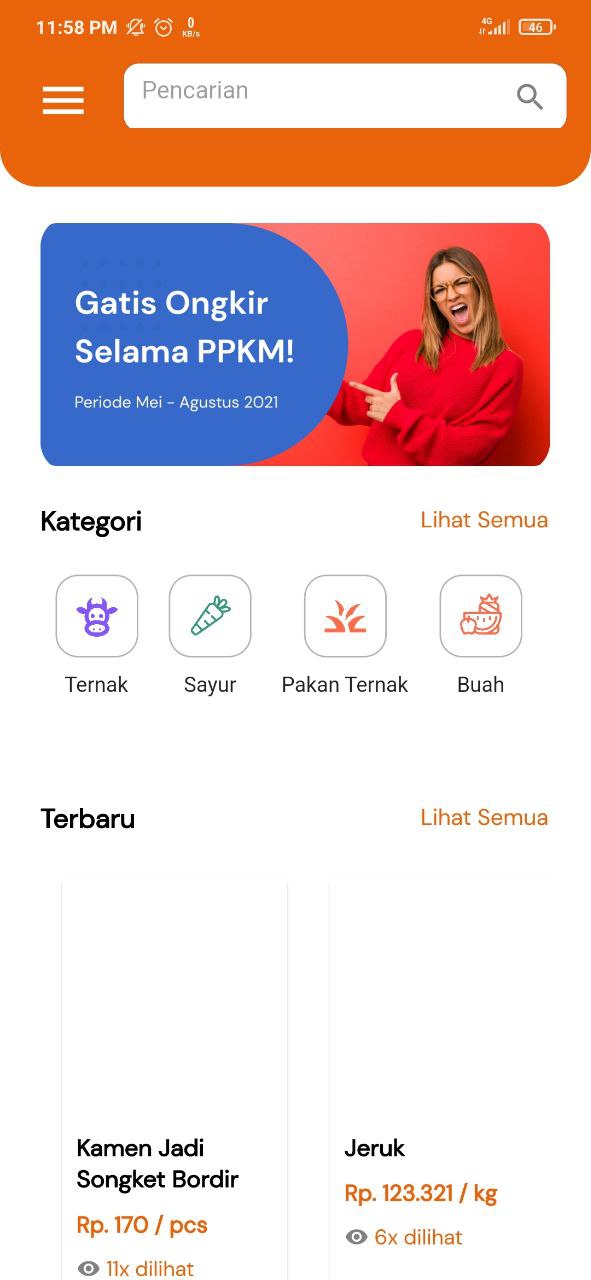 11:58 PM 0 KB/s 4G 46
Pencarian
Gatis Ongkir
Selama PPKM!
Periode Mei - Agustus 2021
Kategori Lihat Semua
Ternak Sayur Pakan Ternak Buah
Terbaru Lihat Semua
Kamen Jadi
Songket Bordir
Rp. 170 / pcs
11x dilihat
Jeruk
Rp. 123.321 / kg
6x dilihat